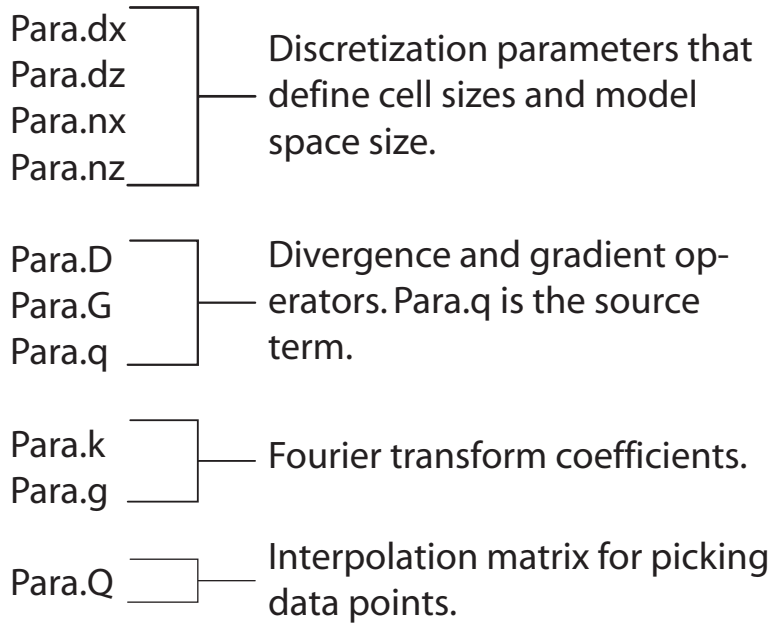 Para.dx
Para.dz
Para.nx
Para.nz
Discretization parameters that
define cell sizes and model
space size.
Para.D
Para.G
Para.q
Divergence and gradient op-
erators. Para.q is the source
term.
Para.k
Para.g
Fourier transform coefficients.
Para.Q
Interpolation matrix for picking
data points.